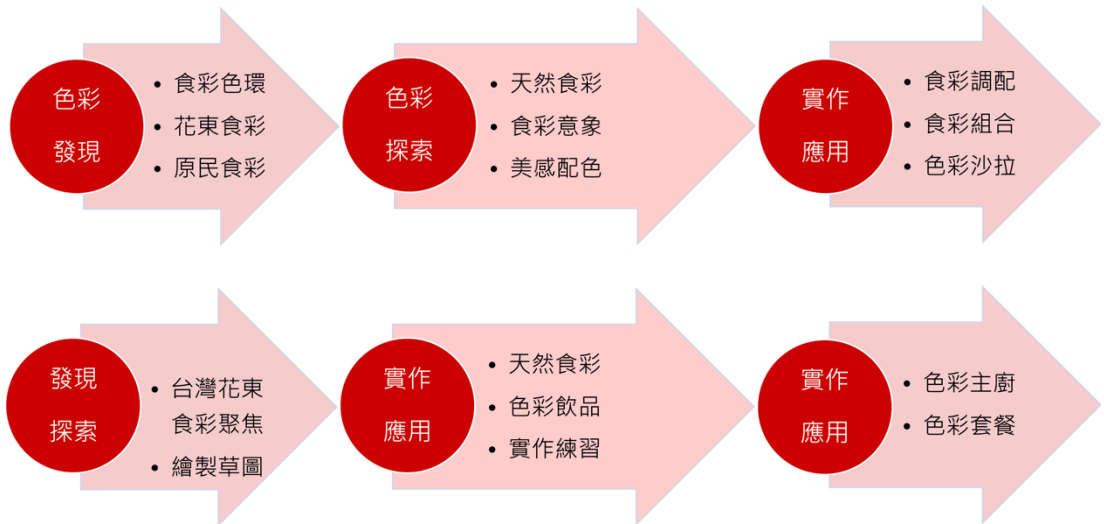 色彩
發現
• 食彩色環
• 花東食彩
• 原民食彩
色彩
探索
• 天然食彩
• 食彩意象
• 美感配色
實作
應用
• 食彩調配
• 食彩組合
• 色彩沙拉
發現
探索
• 台灣花東
食彩聚焦
• 繪製草圖
實作
應用
• 天然食彩
• 色彩飲品
• 實作練習
實作
應用
• 色彩主廚
• 色彩套餐